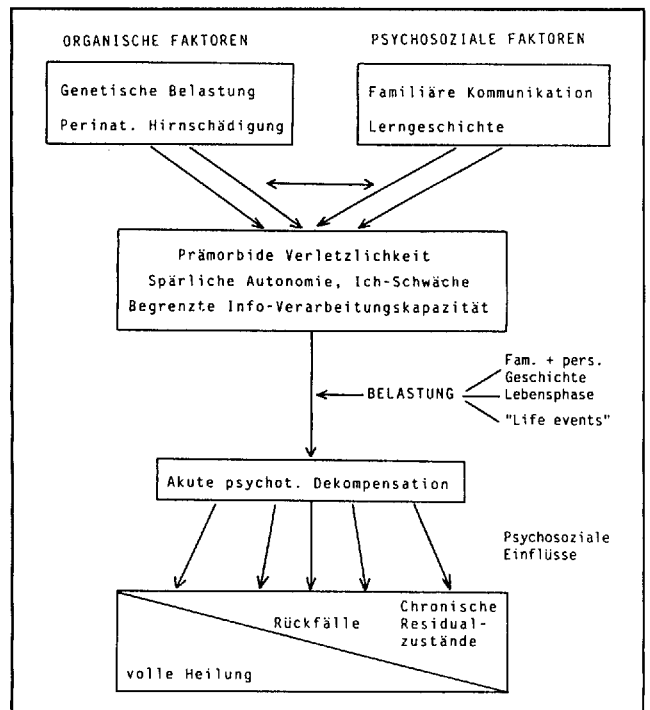 ORGANISCHE FAKTOREN
PSYCHOSOZIALE FAKTOREN
Genetische Belastung
Perinat. Hirnschädigung
Familiäre Kommunikation
Lerngeschichte
Prämorbide Verletzlichkeit
Spärliche Autonomie, Ich-Schwäche
Begrenzte Info-Verarbeitungskapazität
BELASTUNG
Fam. + pers.
Geschichte
Lebensphase
"Life events"
Akute psychot. Dekompensation
Psychosoziale
Einflüsse
Rückfälle
Chronische
Residual-
zustände
volle Heilung